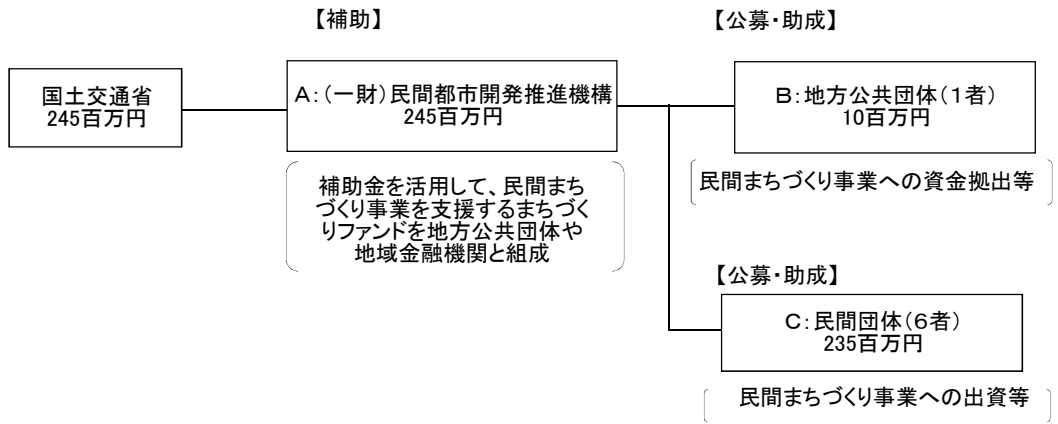 【補助】
【公募・助成】
国土交通省
245百万円
A:(一財)民間都市開発推進機構
245百万円
B:地方公共団体(1者)
10百万円
補助金を活用して、民間まち
づくり事業を支援するまちづく
りファンドを地方公共団体や
地域金融機関と組成
民間まちづくり事業への資金拠出等
【公募・助成】
C:民間団体(6者)
235百万円
民間まちづくり事業への出資等